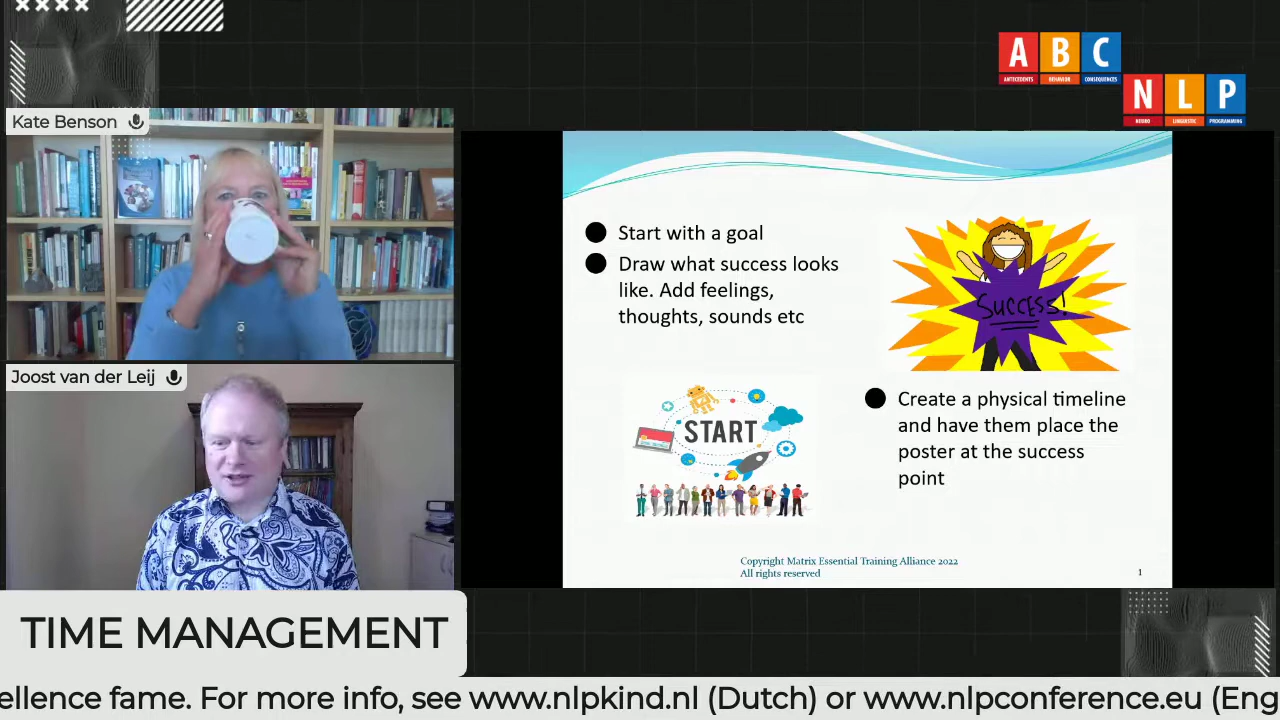 A B C
ANTECEDENTS BEHAVIOR CONSEQUENCES
N L P
NEURO LINGUISTIC PROGRAMMING
Kate Benson
Start with a goal
Draw what success looks
like. Add feelings,
thoughts, sounds etc
SUCCESS!
Joost van der Leij
START
Create a physical timeline
and have them place the
poster at the success
point
Copyright Matrix Essential Training Alliance 2022
All rights reserved
1
TIME MANAGEMENT
ellence fame. For more info, see www.nlpkind.nl (Dutch) or www.nlpconference.eu (Eng